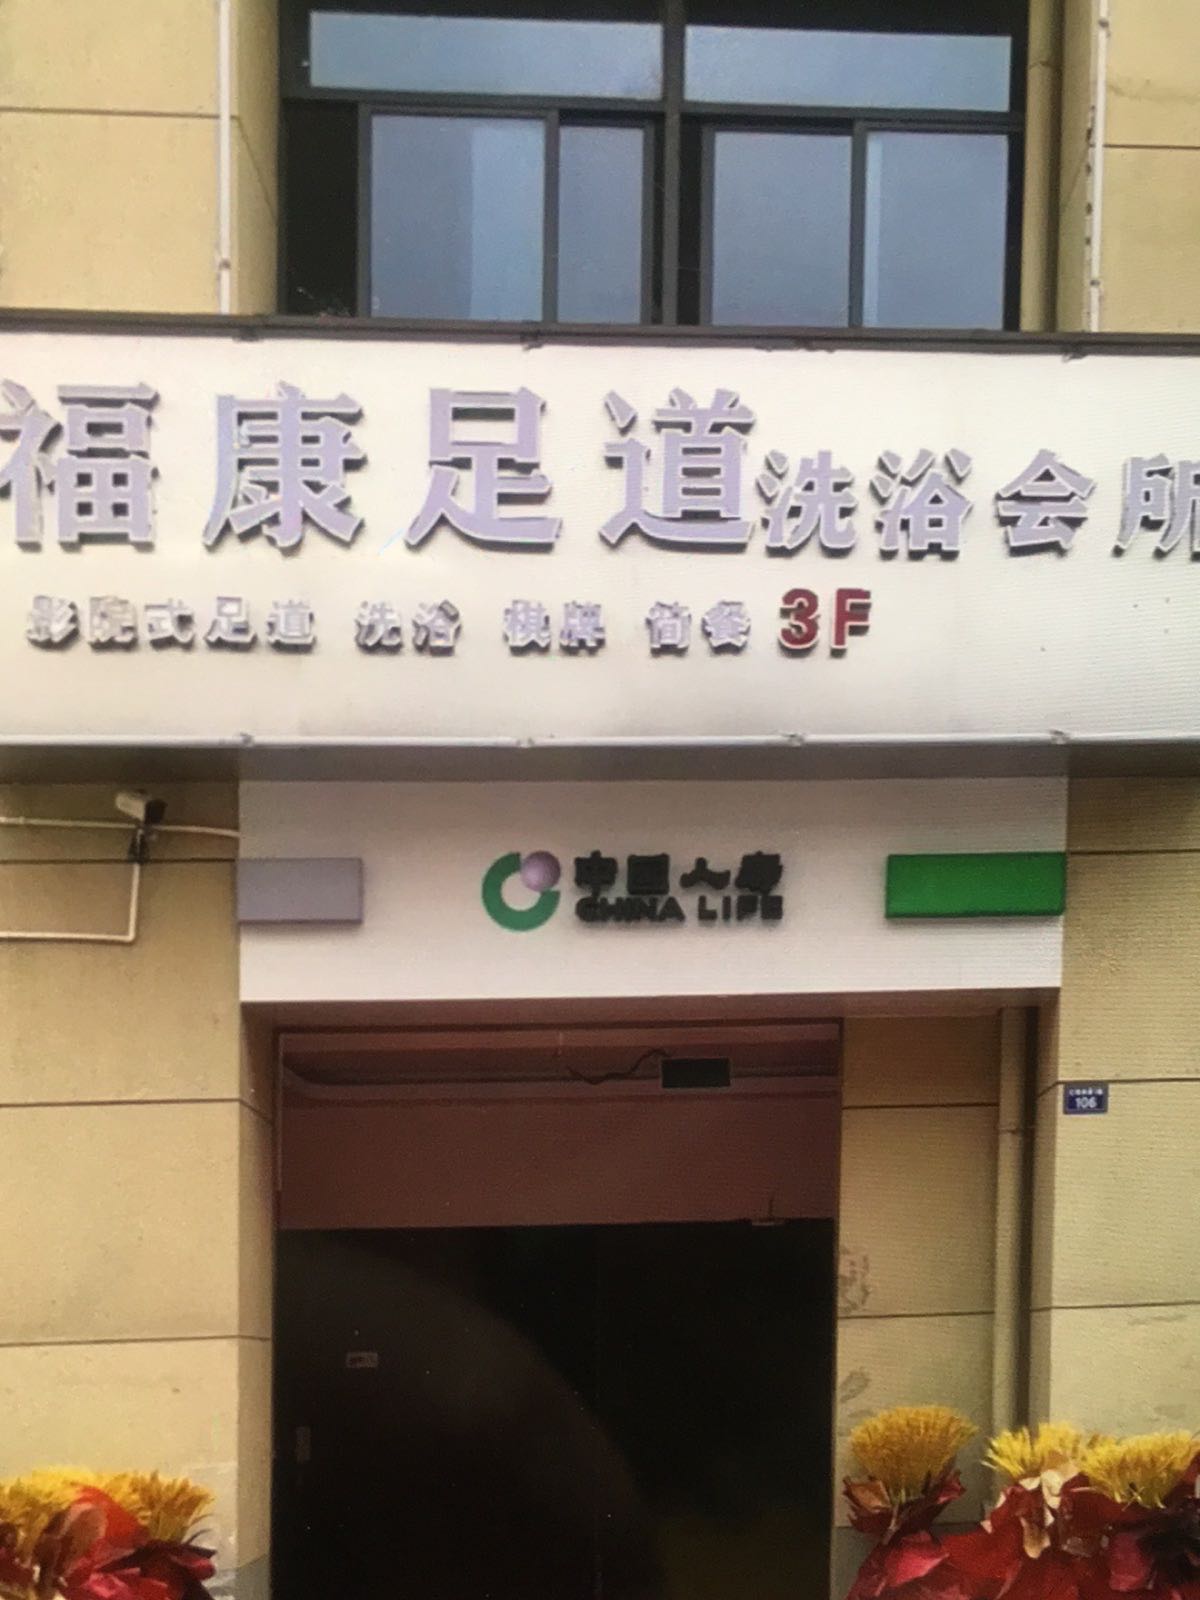 福康足道洗浴会所
影院式足道 洗浴 棋牌 简餐 3F
中国人寿
CHINA LIFE
106